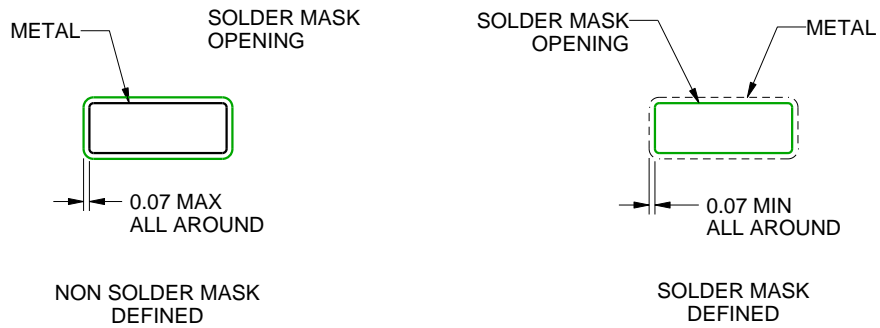 METAL
SOLDER MASK
OPENING
0.07 MAX
ALL AROUND
NON SOLDER MASK
DEFINED
SOLDER MASK
OPENING
METAL
0.07 MIN
ALL AROUND
SOLDER MASK
DEFINED